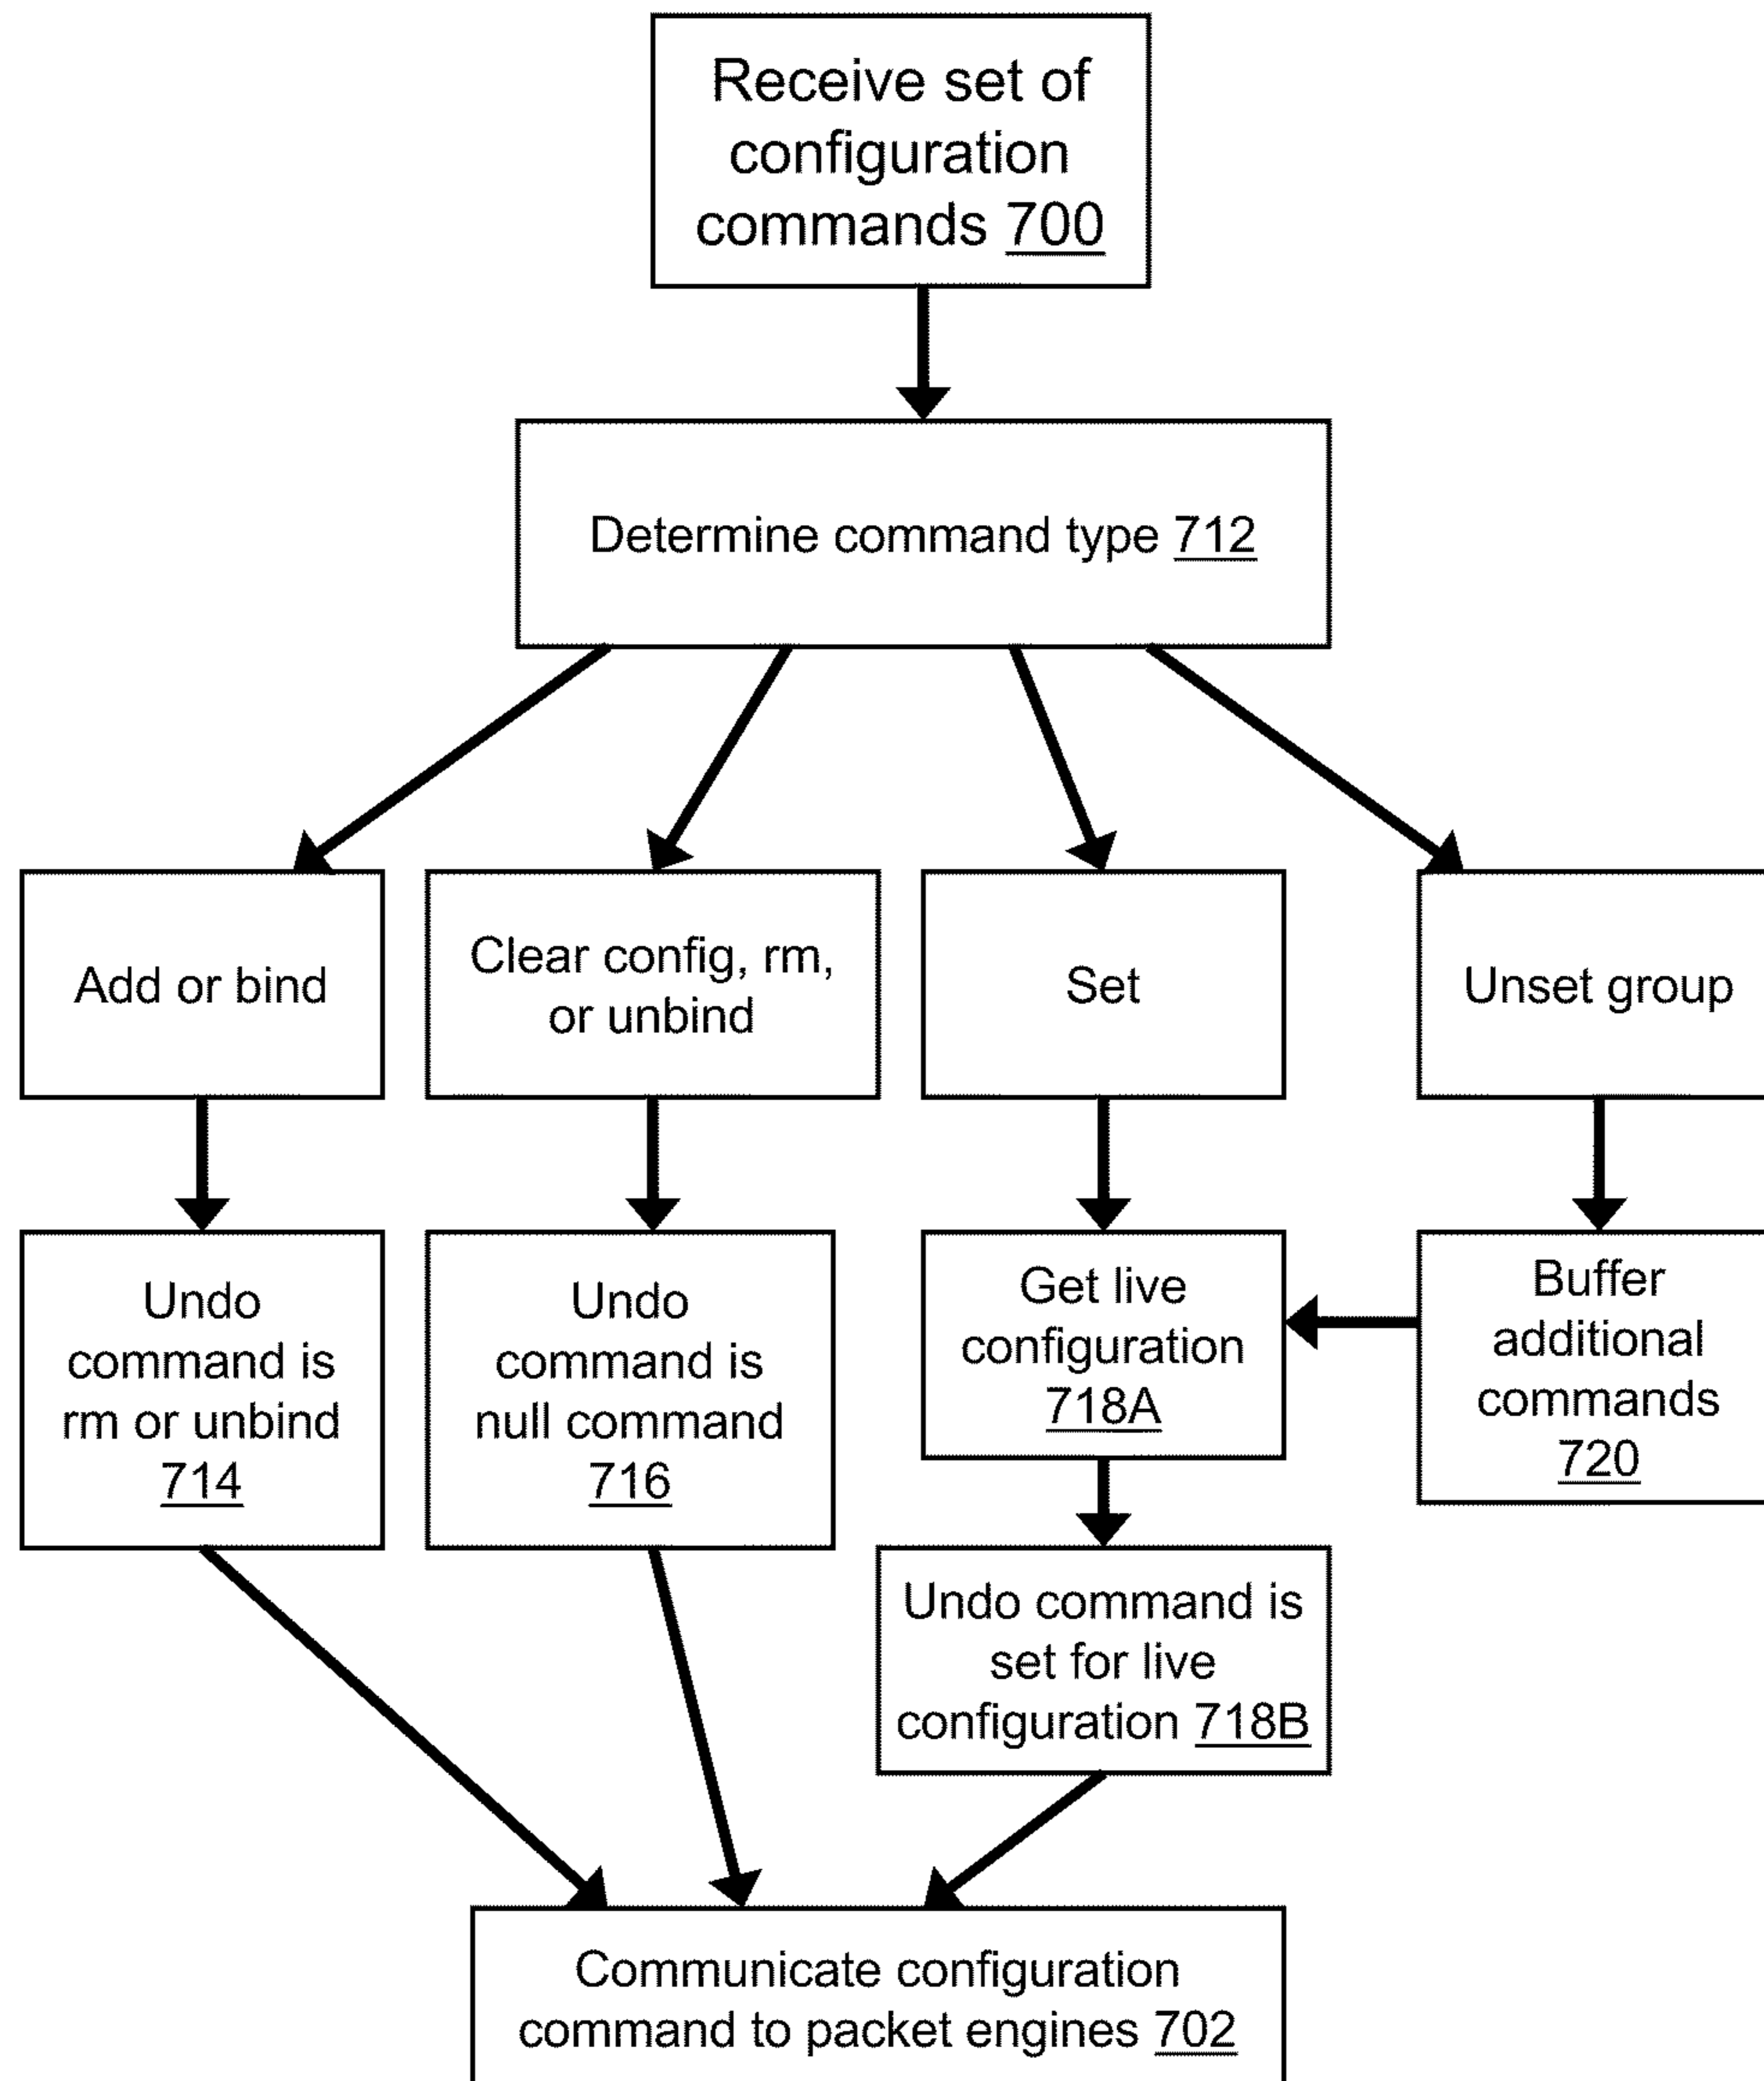 Receive set of
configuration
commands 700
Determine command type 712
Add or bind
Clear config, rm,
or unbind
Set
Unset group
Undo
command is
rm or unbind
714
Undo
command is
null command
716
Get live
configuration
718A
Buffer
additional
commands
720
Undo command is
set for live
configuration 718B
Communicate configuration
command to packet engines 702